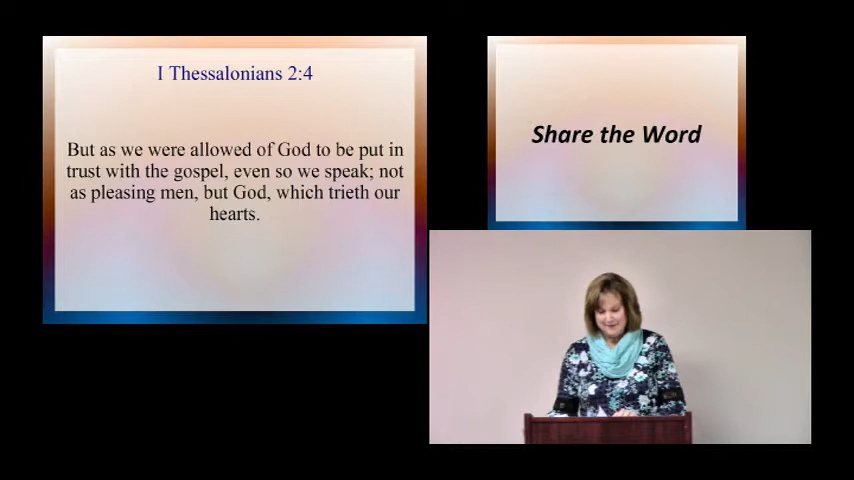 I Thessalonians 2:4
But as we were allowed of God to be put in
trust with the gospel, even so we speak; not
as pleasing men, but God, which trieth our
hearts.
Share the Word